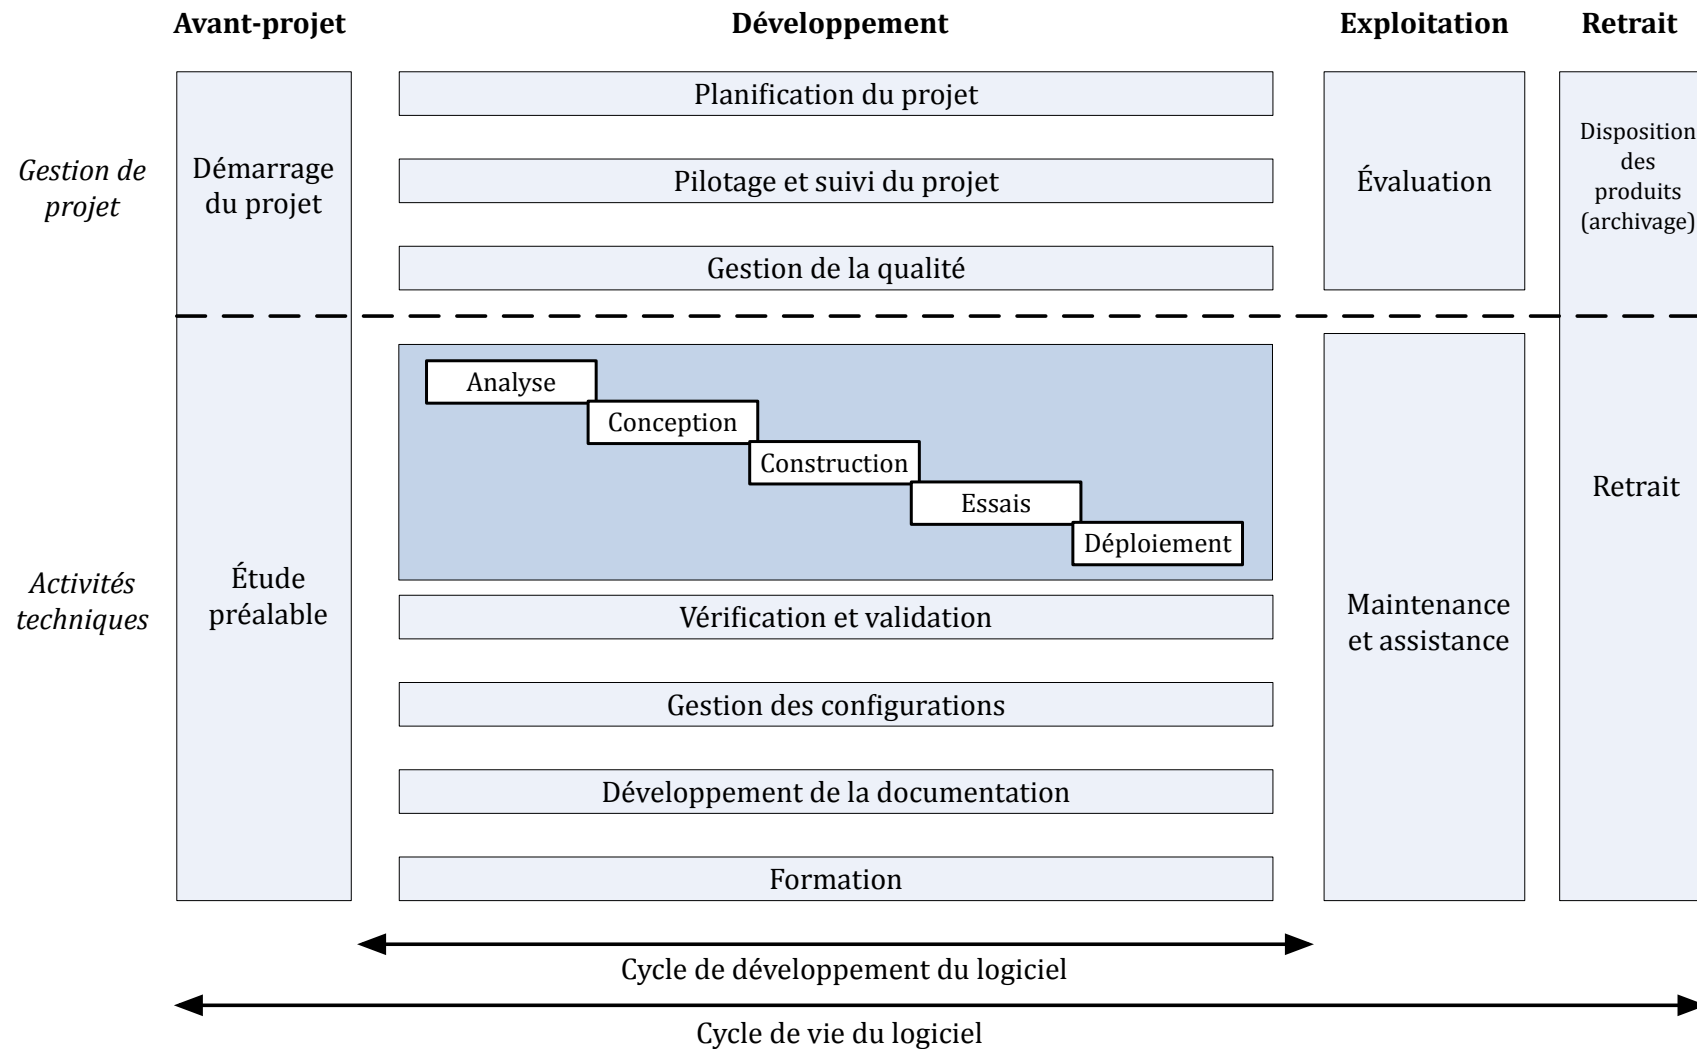 Avant-projet
Développement
Exploitation
Retrait
Gestion de
projet
Démarrage
du projet
Planification du projet
Pilotage et suivi du projet
Gestion de la qualité
Évaluation
Disposition
des
produits
(archivage)
Activités
techniques
Étude
préalable
Analyse
Conception
Construction
Essais
Déploiement
Vérification et validation
Gestion des configurations
Développement de la documentation
Formation
Maintenance
et assistance
Retrait
Cycle de développement du logiciel
Cycle de vie du logiciel